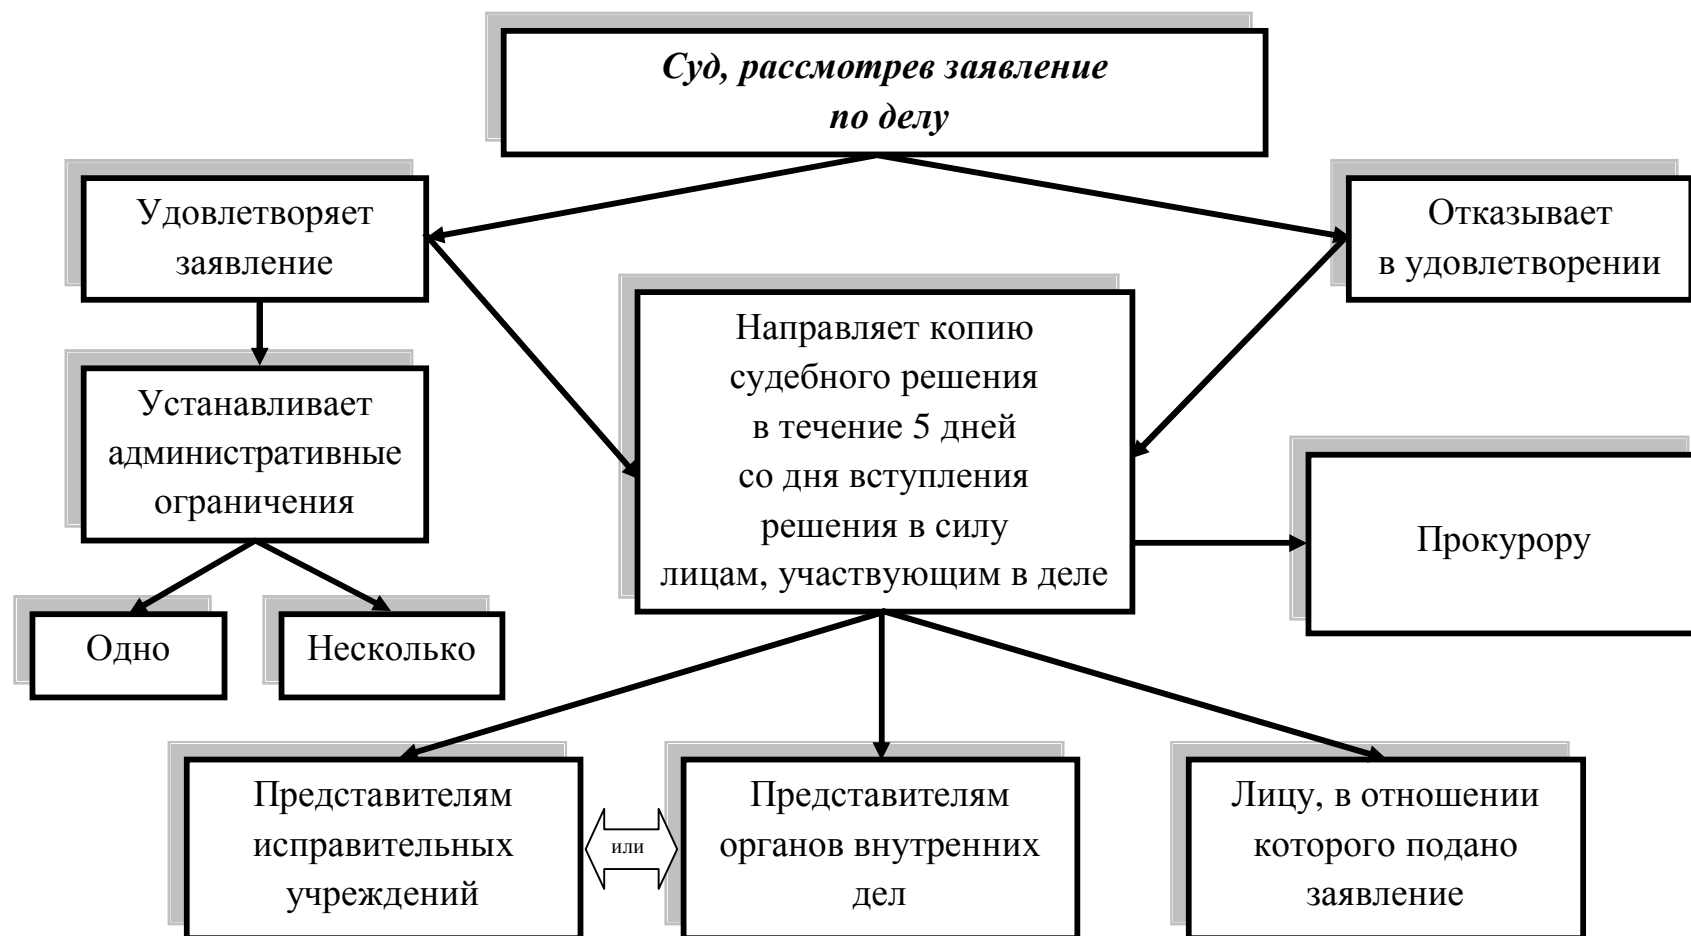 Суд, рассмотрев заявление
по делу
Удовлетворяет
заявление
Отказывает
в удовлетворении
Направляет копию
судебного решения
в течение 5 дней
со дня вступления
решения в силу
лицам, участвующим в деле
Устанавливает
административные
ограничения
Прокурору
Одно
Несколько
Представителям
исправительных
учреждений
или
Представителям
органов внутренних
дел
Лицу, в отношении
которого подано
заявление